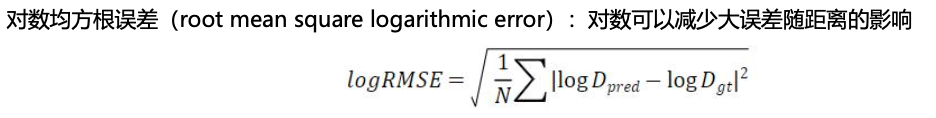 对数均方根误差（root mean square logarithmic error）：对数可以减少大误差随距离的影响
logRMSE = √(1/N ∑|log D_pred − log D_gt|²)